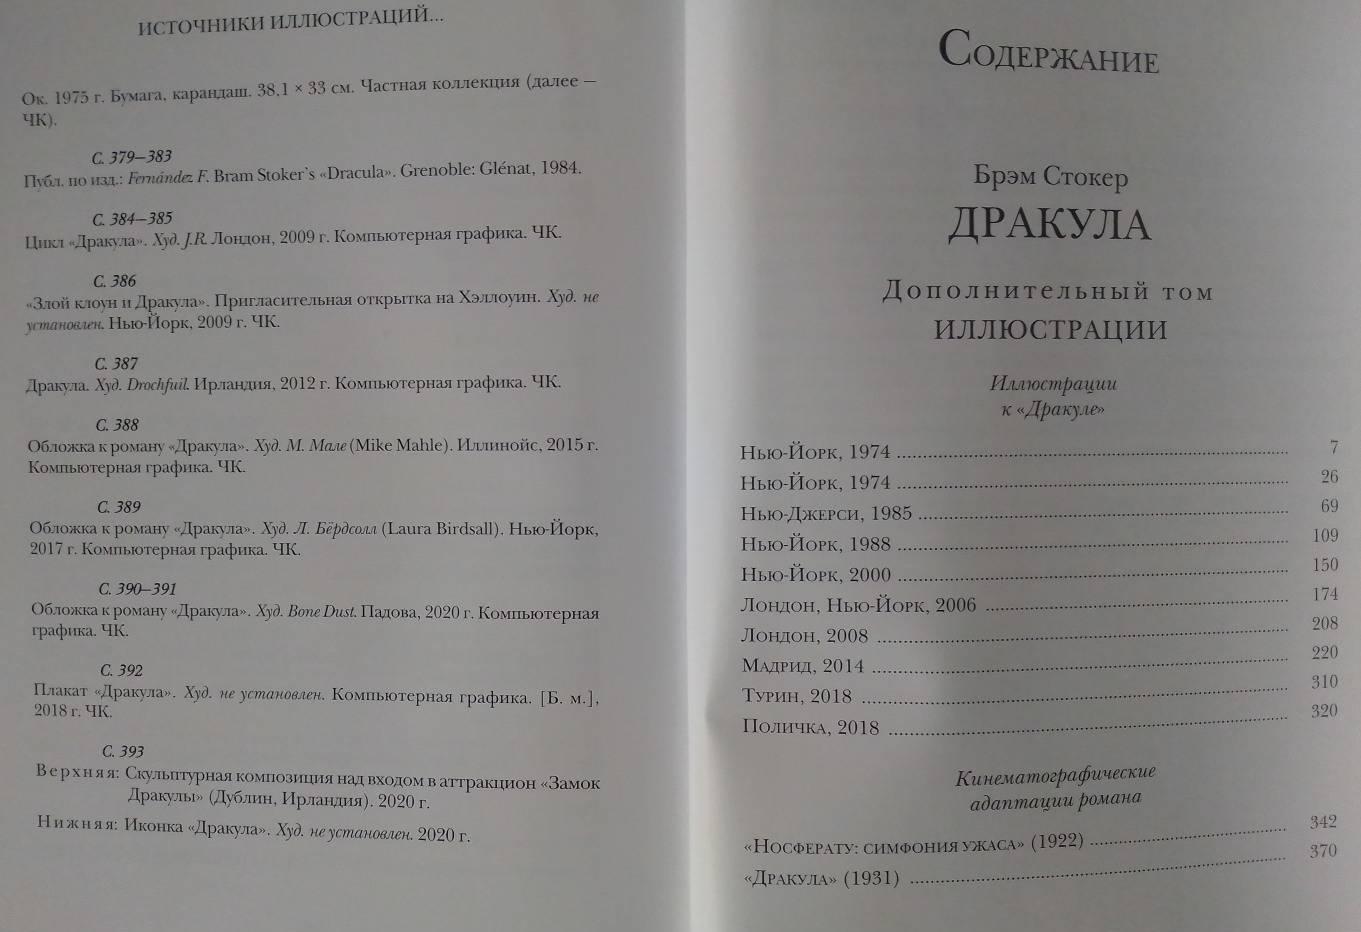 ИСТОЧНИКИ ИЛЛЮСТРАЦИЙ...
Ок. 1975 г. Бумага, карандаш. 38,1 × 33 см. Частная коллекция (далее —
ЧК).
С. 379–383
Публ. по изд.: Fernández F. Bram Stoker`s «Dracula». Grenoble: Glénat, 1984.
С. 384–385
Цикл «Дракула». Худ. J.R. Лондон, 2009 г. Компьютерная графика. ЧК.
С. 386
«Злой клоун и Дракула». Пригласительная открытка на Хэллоуин. Худ. не
установлен. Нью-Йорк, 2009 г. ЧК.
С. 387
Дракула. Худ. Drochfuil. Ирландия, 2012 г. Компьютерная графика. ЧК.
С. 388
Обложка к роману «Дракула». Худ. М. Мале (Mike Mahle). Иллинойс, 2015 г.
Компьютерная графика. ЧК.
С. 389
Обложка к роману «Дракула». Худ. Л. Бёрдсолл (Laura Birdsall). Нью-Йорк,
2017 г. Компьютерная графика. ЧК.
С. 390–391
Обложка к роману «Дракула». Худ. Bone Dust. Падова, 2020 г. Компьютерная
графика. ЧК.
С. 392
Плакат «Дракула». Худ. не установлен. Компьютерная графика. [Б. м.],
2018 г. ЧК.
С. 393
Верхняя: Скульптурная композиция над входом в аттракцион «Замок
Дракулы» (Дублин, Ирландия). 2020 г.
Нижняя: Иконка «Дракула». Худ. не установлен. 2020 г.
СОДЕРЖАНИЕ
Брэм Стокер
ДРАКУЛА
Дополнительный том
ИЛЛЮСТРАЦИИ
Иллюстрации
к «Дракуле»
Нью-Йорк, 1974 7
Нью-Йорк, 1974 26
Нью-Джерси, 1985 69
Нью-Йорк, 1988 109
Нью-Йорк, 2000 150
Лондон, Нью-Йорк, 2006 174
Лондон, 2008 208
Мадрид, 2014 220
Турин, 2018 310
Поличка, 2018 320
Кинематографические
адаптации романа
«Носферату: симфония ужаса» (1922) 342
«Дракула» (1931) 370